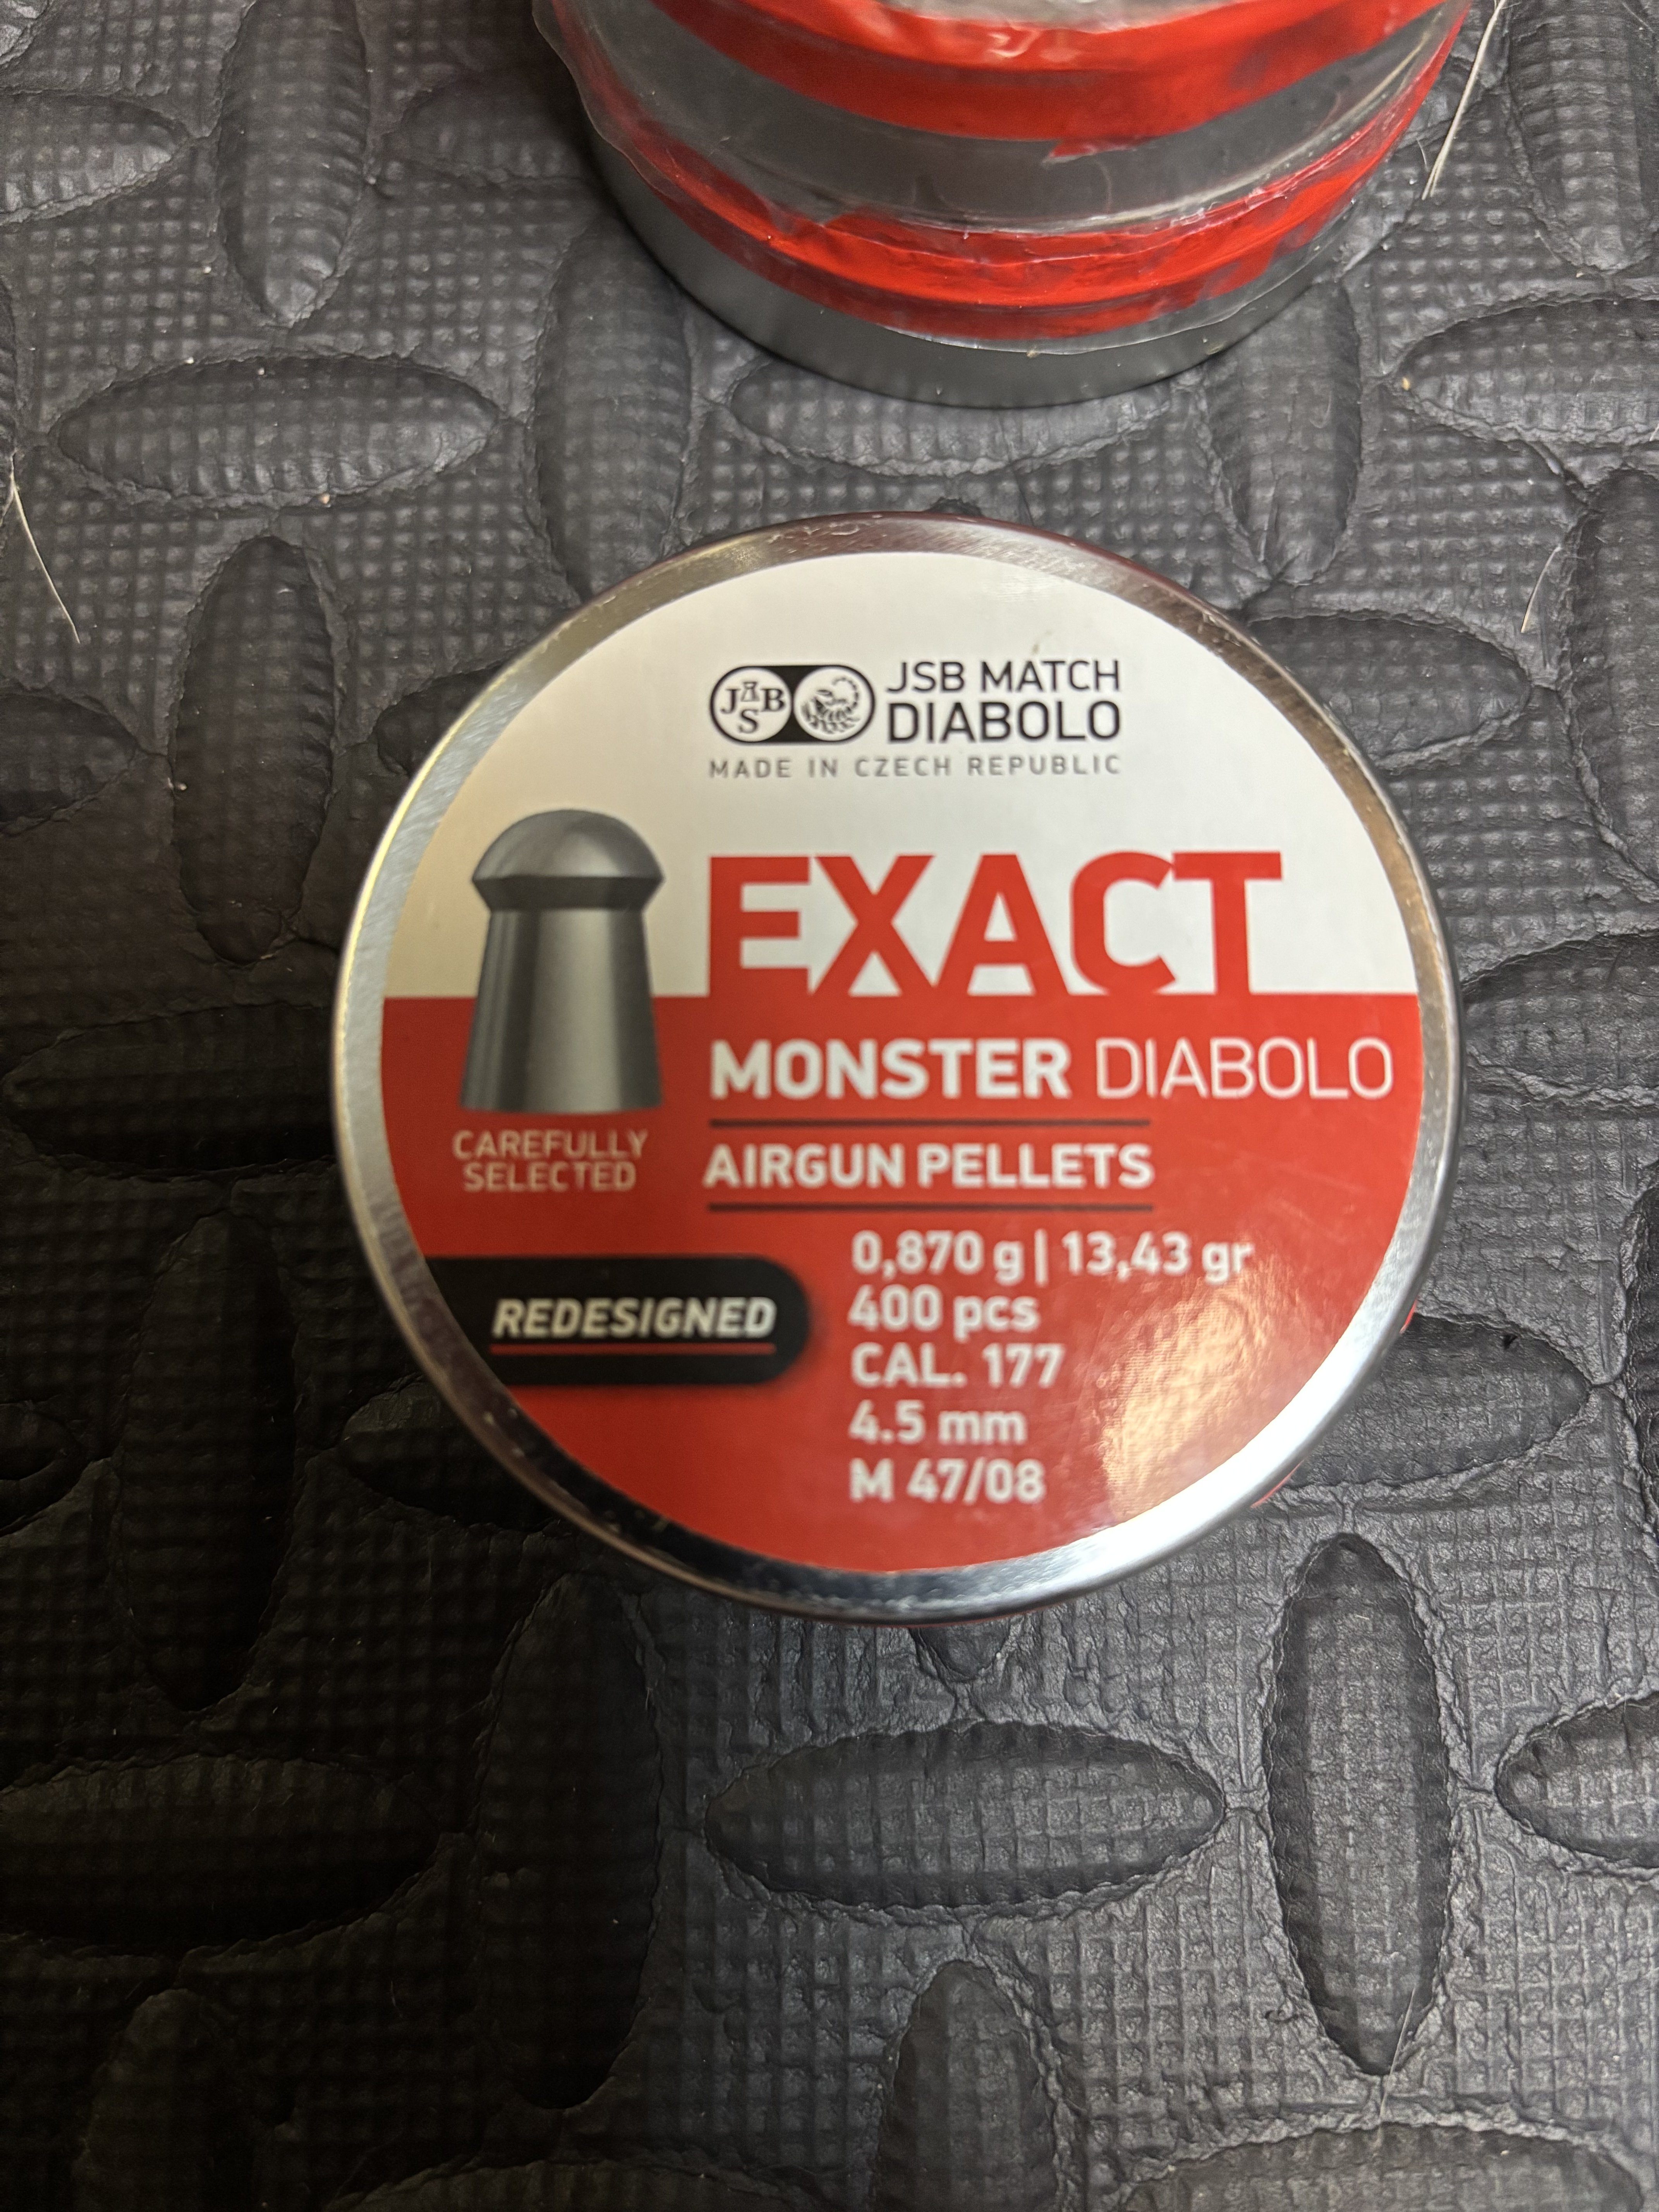 JASB
JSB MATCH
DIABOLO
MADE IN CZECH REPUBLIC
EXACT
MONSTER DIABOLO
CAREFULLY
SELECTED
AIRGUN PELLETS
REDESIGNED
0,870 g | 13,43 gr
400 pcs
CAL. 177
4.5 mm
M 47/08